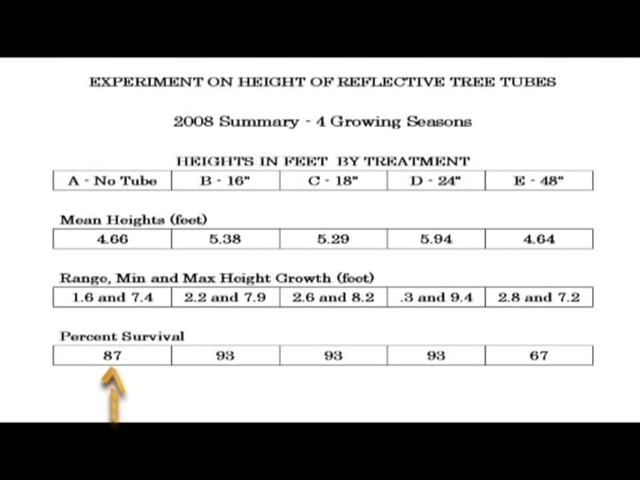 EXPERIMENT ON HEIGHT OF REFLECTIVE TREE TUBES
2008 Summary - 4 Growing Seasons
HEIGHTS IN FEET BY TREATMENT
A - No Tube B - 16" C - 18" D - 24" E - 48"
Mean Heights (feet)
4.66 5.38 5.29 5.94 4.64
Range, Min and Max Height Growth (feet)
1.6 and 7.4 2.2 and 7.9 2.6 and 8.2 .3 and 9.4 2.8 and 7.2
Percent Survival
87 93 93 93 67